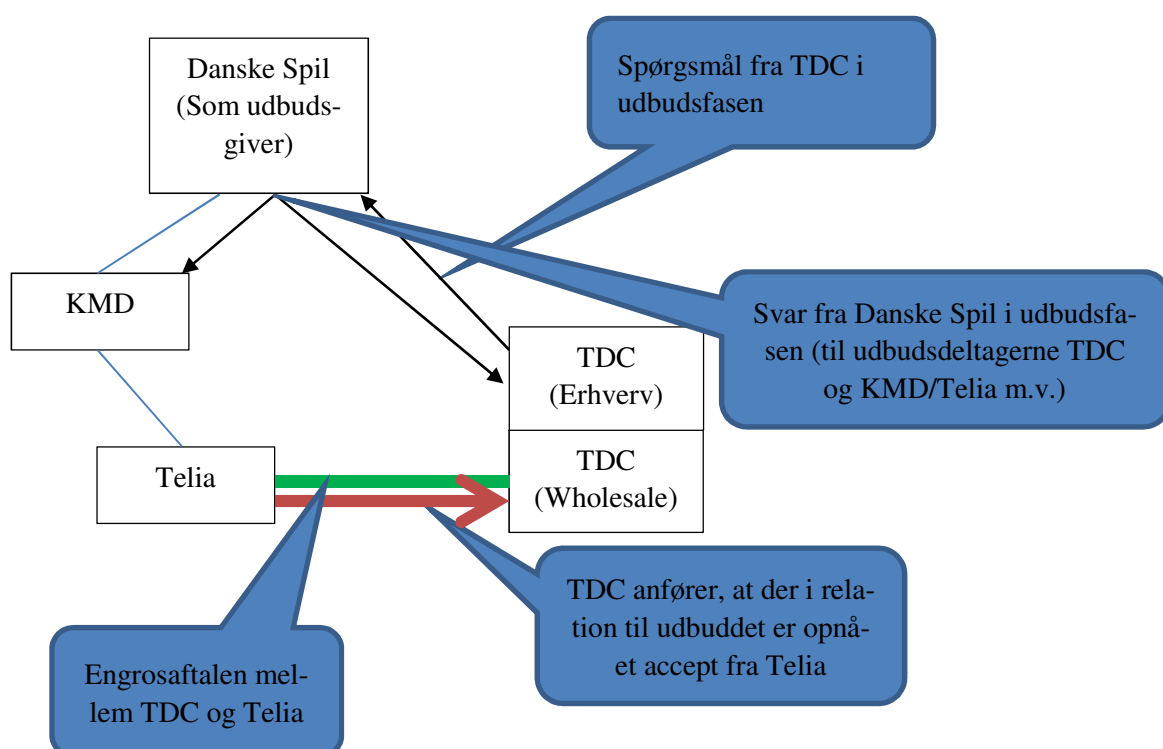 Danske Spil
(Som udbuds-
giver)
Spørgsmål fra TDC i
udbudsfasen
KMD
Svar fra Danske Spil i udbudsfa-
sen (til udbudsdeltagerne TDC
og KMD/Telia m.v.)
TDC
(Erhverv)
Telia
TDC
(Wholesale)
TDC anfører, at der i rela-
tion til udbuddet er opnå-
et accept fra Telia
Engrosaftalen mel-
lem TDC og Telia